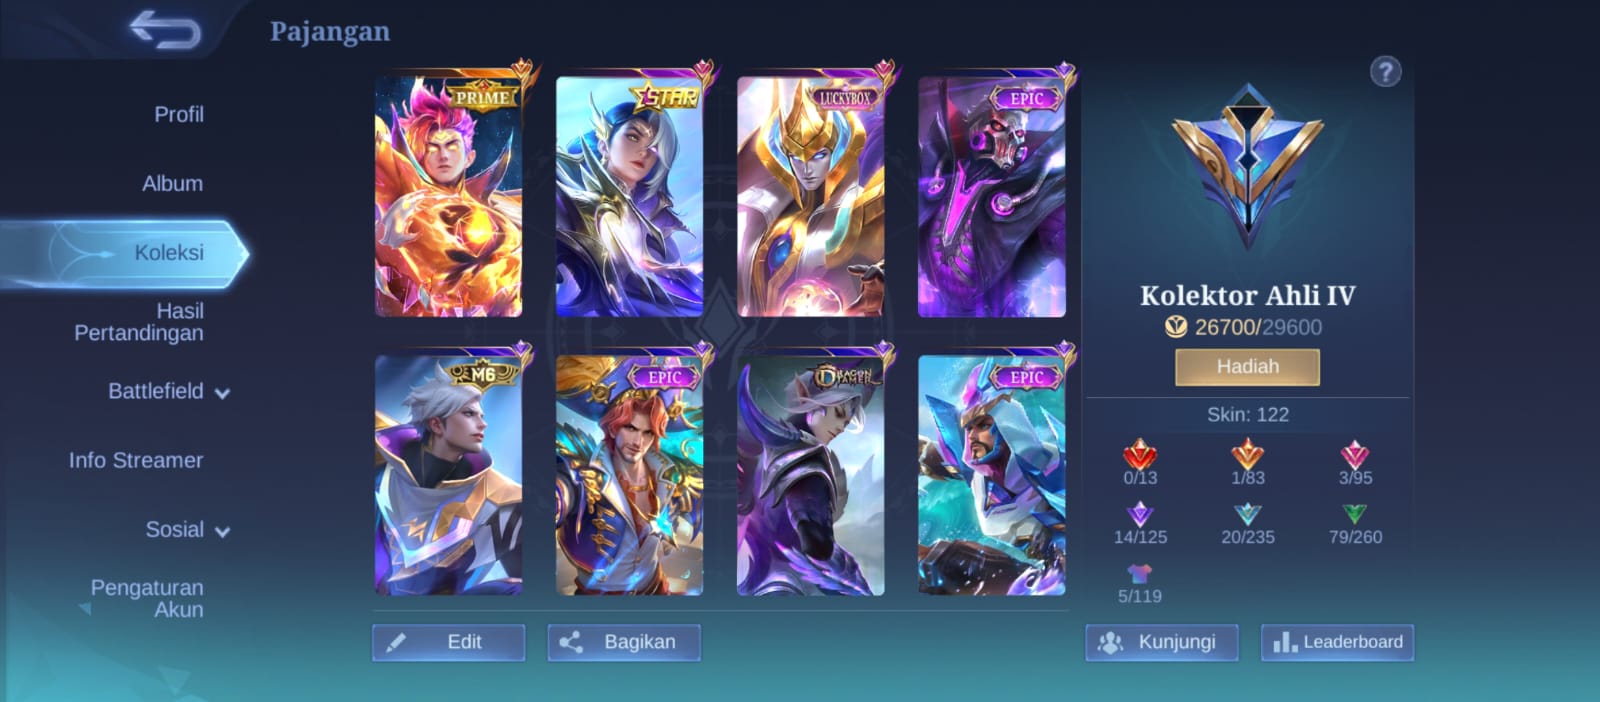 Pajangan
Profil
Album
Koleksi
Hasil
Pertandingan
Battlefield
Info Streamer
Sosial
Pengaturan
Akun
PRIME
STAR
LUCKYBOX
EPIC
M6
EPIC
DRAGON
TAMER
EPIC
Edit
Bagikan
?
Kolektor Ahli IV
26700/29600
Hadiah
Skin: 122
0/13
1/83
3/95
14/125
20/235
79/260
5/119
Kunjungi
Leaderboard